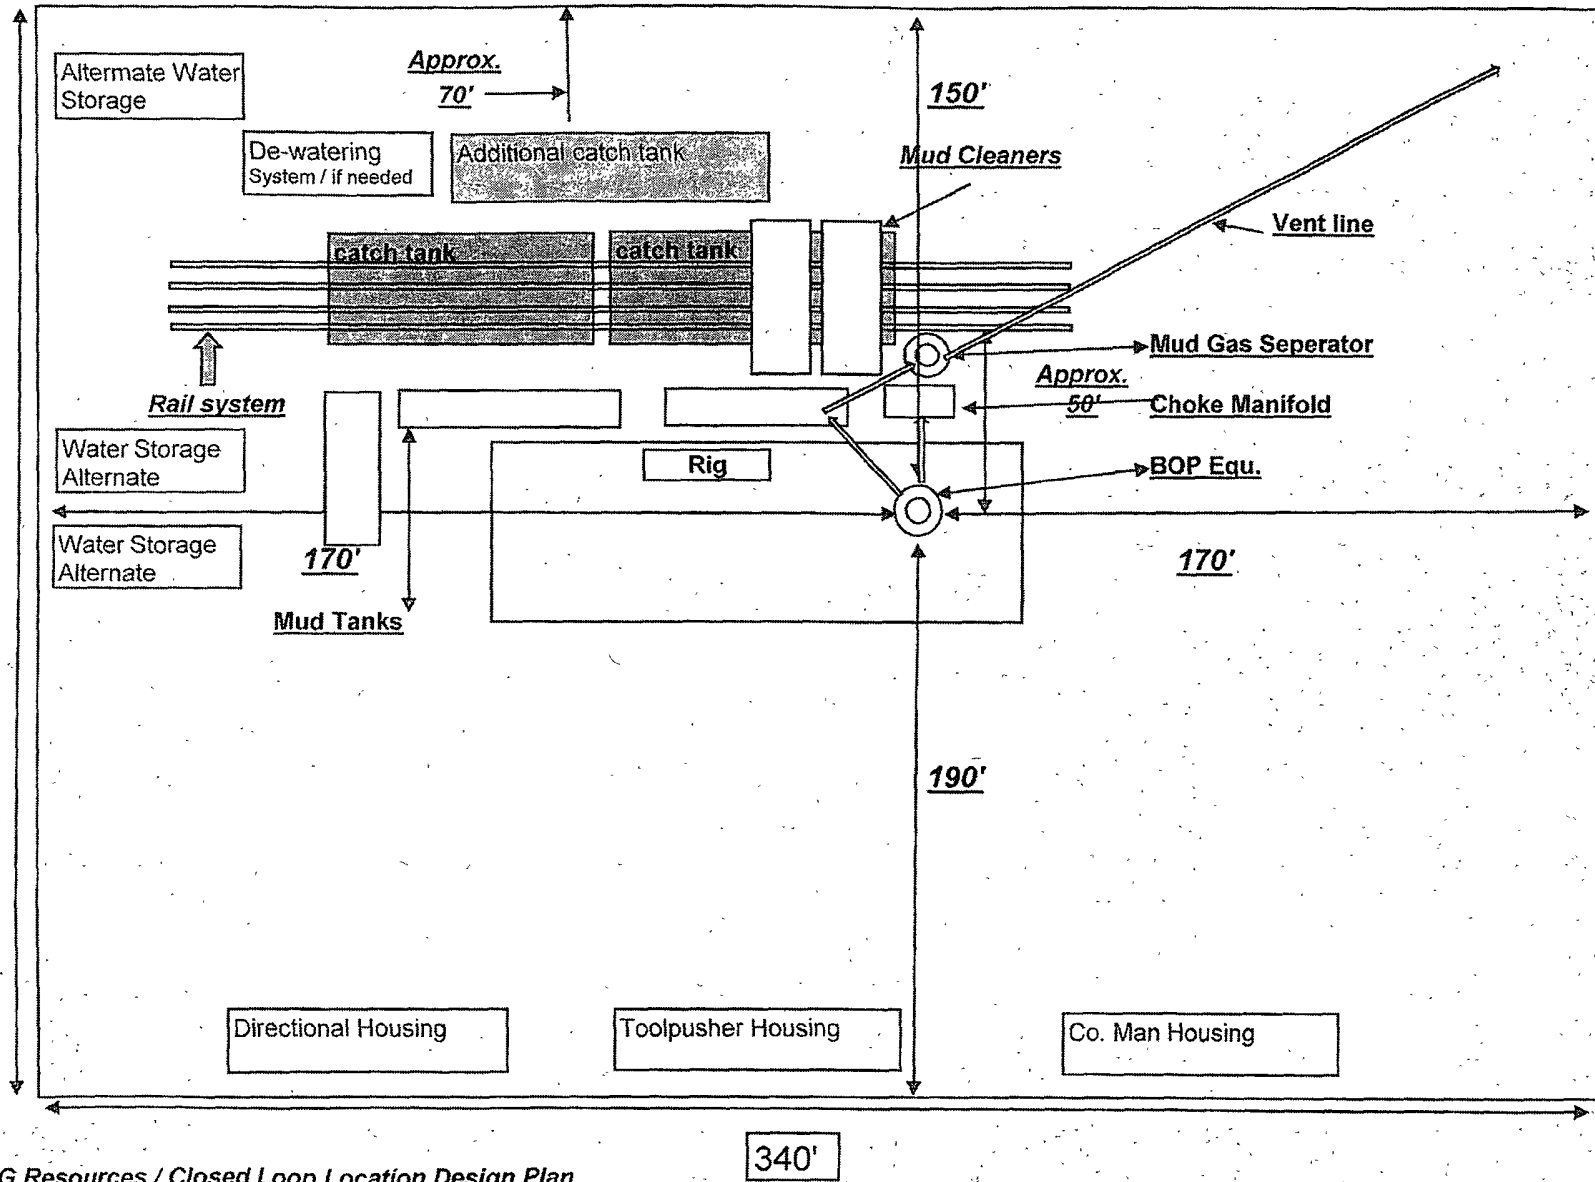 Altermate Water
Storage
Approx.
70'
150'
De-watering
System / if needed
Additional catch tank
Mud Cleaners
Vent line
catch tank
catch tank
Mud Gas Seperator
Approx.
50'
Choke Manifold
Rail system
Water Storage
Alternate
Rig
BOP Equ.
Water Storage
Alternate
170'
170'
Mud Tanks
190'
Directional Housing
Toolpusher Housing
Co. Man Housing
340'
G Resources / Closed Loop Location Design Plan